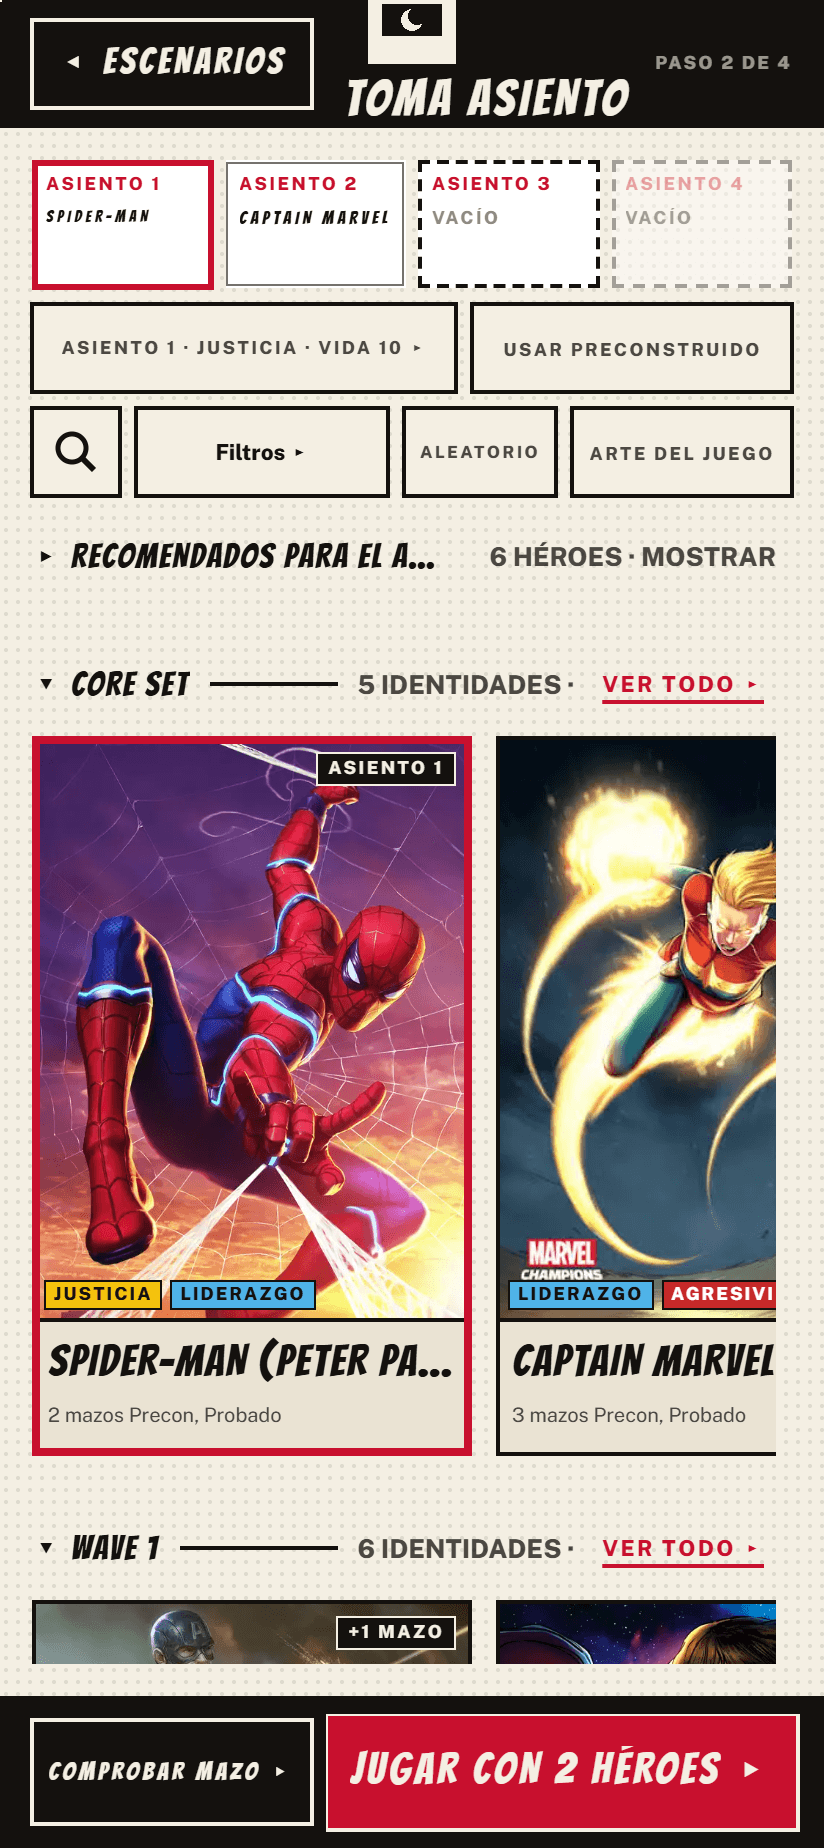 ◂ ESCENARIOS
TOMA ASIENTO
PASO 2 DE 4
ASIENTO 1
SPIDER-MAN
ASIENTO 2
CAPTAIN MARVEL
ASIENTO 3
VACÍO
ASIENTO 4
VACÍO
ASIENTO 1 · JUSTICIA · VIDA 10 ▸
USAR PRECONSTRUIDO
Filtros ▸
ALEATORIO
ARTE DEL JUEGO
▸ RECOMENDADOS PARA EL A...
6 HÉROES · MOSTRAR
▾ CORE SET
5 IDENTIDADES ·
VER TODO ▸
ASIENTO 1
JUSTICIA
LIDERAZGO
SPIDER-MAN (PETER PA...
2 mazos Precon, Probado
MARVEL
CHAMPIONS
LIDERAZGO
AGRESIVI
CAPTAIN MARVEL
3 mazos Precon, Probado
▾ WAVE 1
6 IDENTIDADES ·
VER TODO ▸
+1 MAZO
COMPROBAR MAZO ▸
JUGAR CON 2 HÉROES ▸